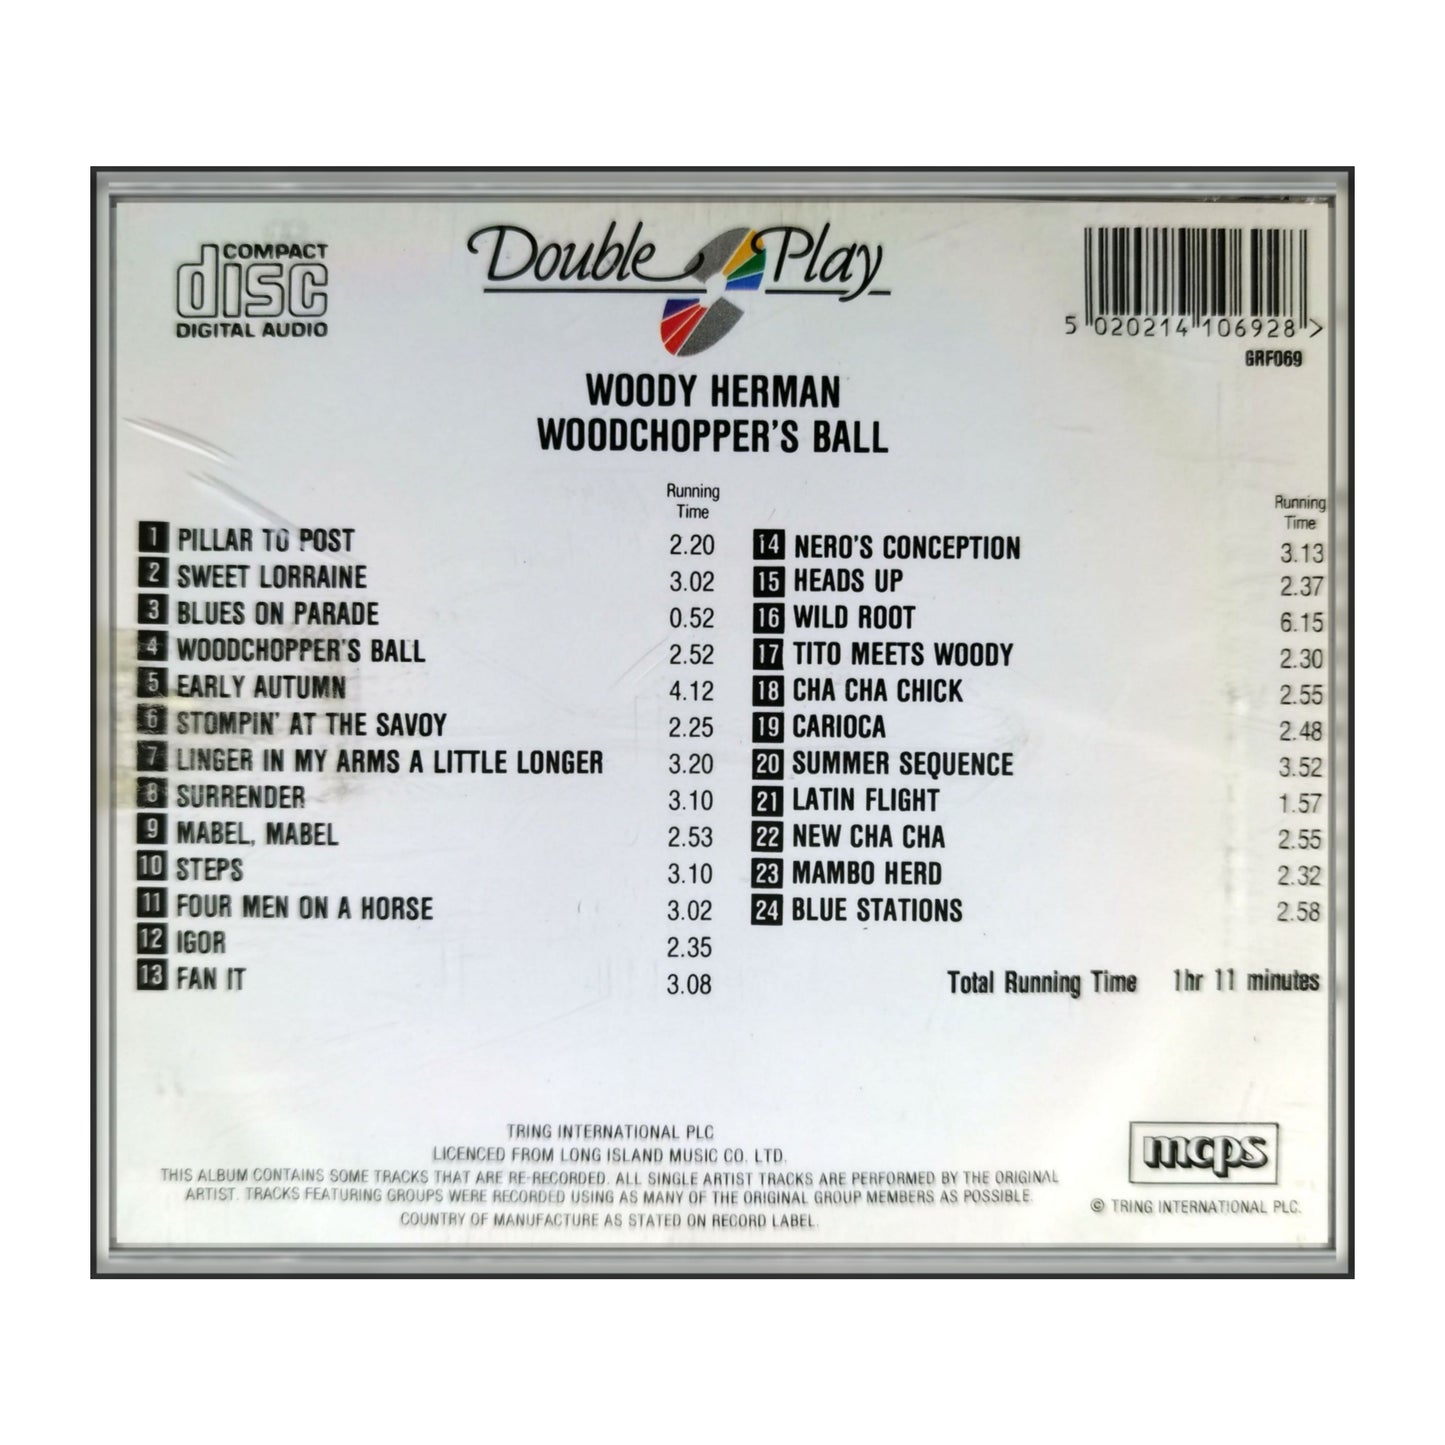 COMPACT
disc
DIGITAL AUDIO
Double Play
5 020214 106928 >
GRF069
WOODY HERMAN
WOODCHOPPER'S BALL
Running
Time
1 PILLAR TO POST 2.20
2 SWEET LORRAINE 3.02
3 BLUES ON PARADE 0.52
4 WOODCHOPPER'S BALL 2.52
5 EARLY AUTUMN 4.12
6 STOMPIN' AT THE SAVOY 2.25
7 LINGER IN MY ARMS A LITTLE LONGER 3.20
8 SURRENDER 3.10
9 MABEL, MABEL 2.53
10 STEPS 3.10
11 FOUR MEN ON A HORSE 3.02
12 IGOR 2.35
13 FAN IT 3.08
Running
Time
14 NERO'S CONCEPTION 3.13
15 HEADS UP 2.37
16 WILD ROOT 6.15
17 TITO MEETS WOODY 2.30
18 CHA CHA CHICK 2.55
19 CARIOCA 2.48
20 SUMMER SEQUENCE 3.52
21 LATIN FLIGHT 1.57
22 NEW CHA CHA 2.55
23 MAMBO HERD 2.32
24 BLUE STATIONS 2.58
Total Running Time 1hr 11 minutes
TRING INTERNATIONAL PLC
LICENCED FROM LONG ISLAND MUSIC CO. LTD.
THIS ALBUM CONTAINS SOME TRACKS THAT ARE RE-RECORDED. ALL SINGLE ARTIST TRACKS ARE PERFORMED BY THE ORIGINAL
ARTIST. TRACKS FEATURING GROUPS WERE RECORDED USING AS MANY OF THE ORIGINAL GROUP MEMBERS AS POSSIBLE.
COUNTRY OF MANUFACTURE AS STATED ON RECORD LABEL.
mcps
© TRING INTERNATIONAL PLC.